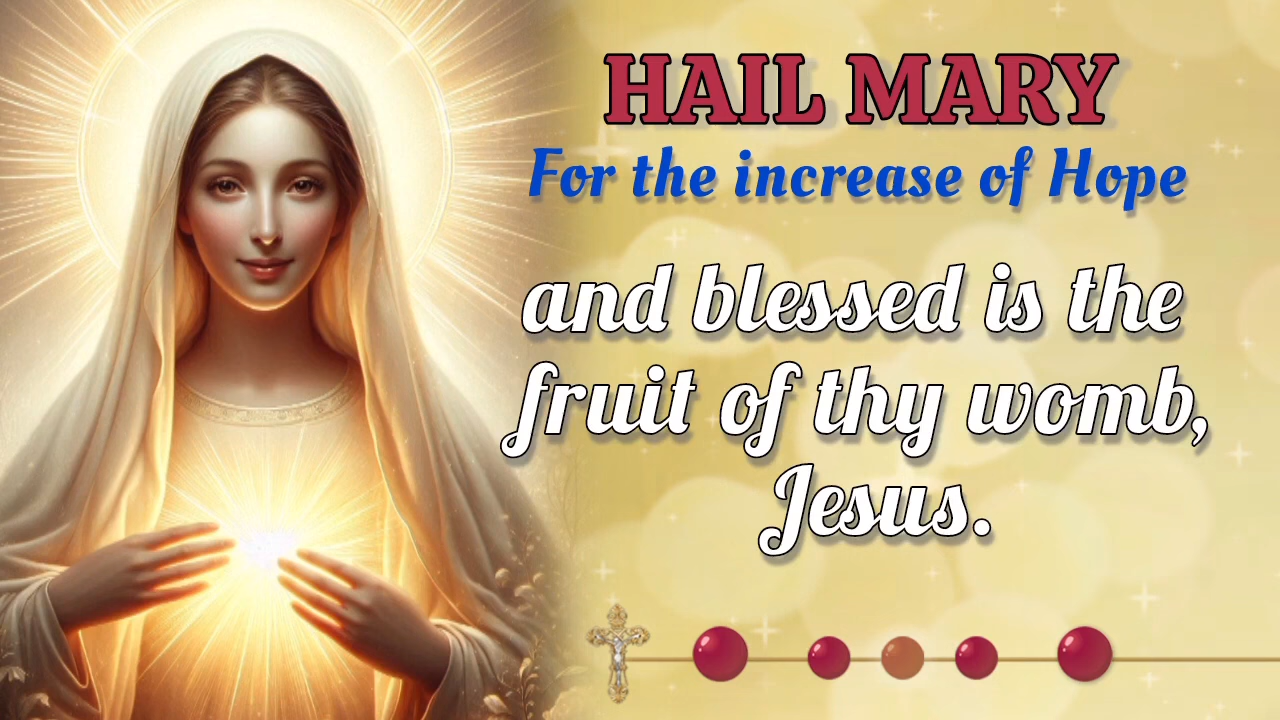 HAIL MARY
For the increase of Hope
and blessed is the
fruit of thy womb,
Jesus.